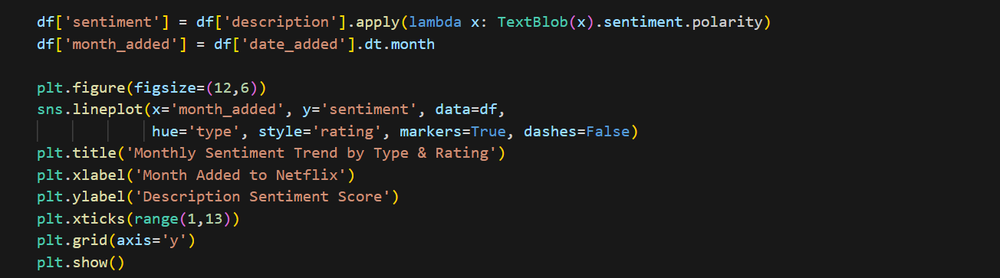 df['sentiment'] = df['description'].apply(lambda x: TextBlob(x).sentiment.polarity)
df['month_added'] = df['date_added'].dt.month
plt.figure(figsize=(12,6))
sns.lineplot(x='month_added', y='sentiment', data=df,
hue='type', style='rating', markers=True, dashes=False)
plt.title('Monthly Sentiment Trend by Type & Rating')
plt.xlabel('Month Added to Netflix')
plt.ylabel('Description Sentiment Score')
plt.xticks(range(1,13))
plt.grid(axis='y')
plt.show()